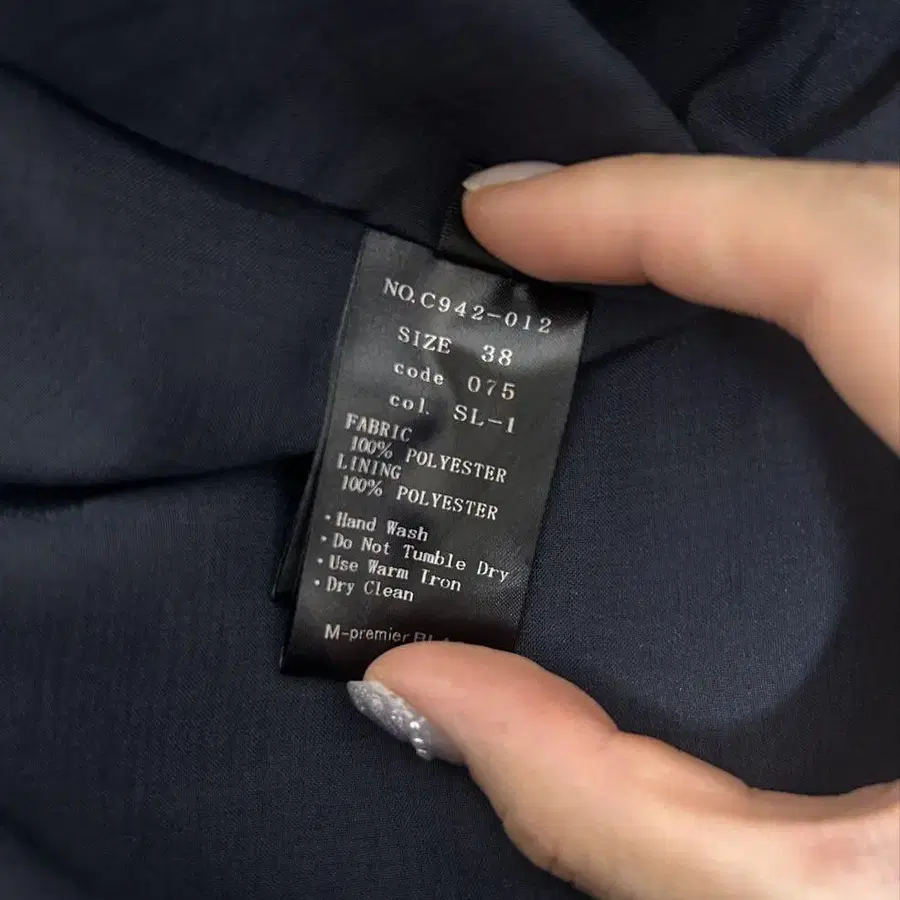 NO.C942-012
SIZE 38
code 075
col. SL-1
FABRIC
100% POLYESTER
LINING
100% POLYESTER
・Hand Wash
・Do Not Tumble Dry
・Use Warm Iron
・Dry Clean
M-premier